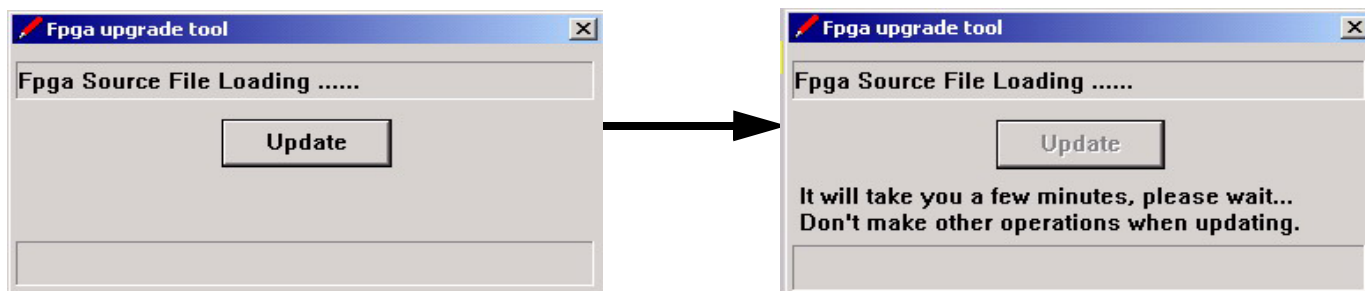 Fpga upgrade tool
Fpga Source File Loading ......
Update
Fpga upgrade tool
Fpga Source File Loading ......
Update
It will take you a few minutes, please wait...
Don't make other operations when updating.